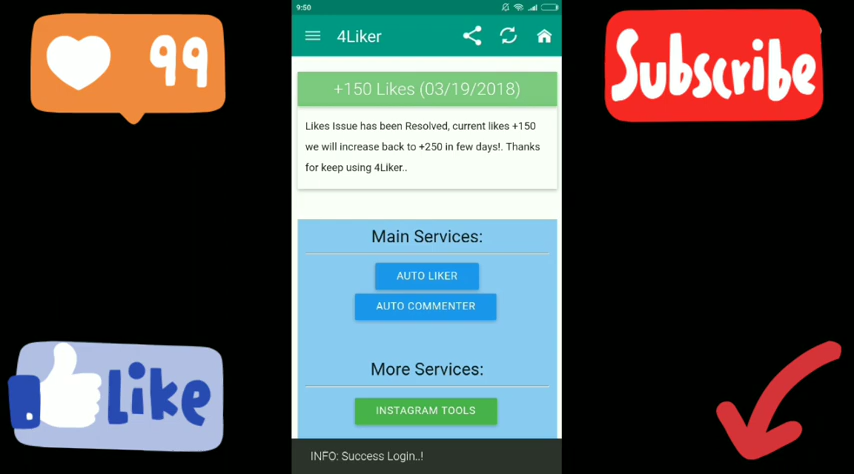 99
Subscribe
9:50
4Liker
+150 Likes (03/19/2018)
Likes Issue has been Resolved, current likes +150
we will increase back to +250 in few days!. Thanks
for keep using 4Liker..
Main Services:
AUTO LIKER
AUTO COMMENTER
More Services:
INSTAGRAM TOOLS
INFO: Success Login..!
Like